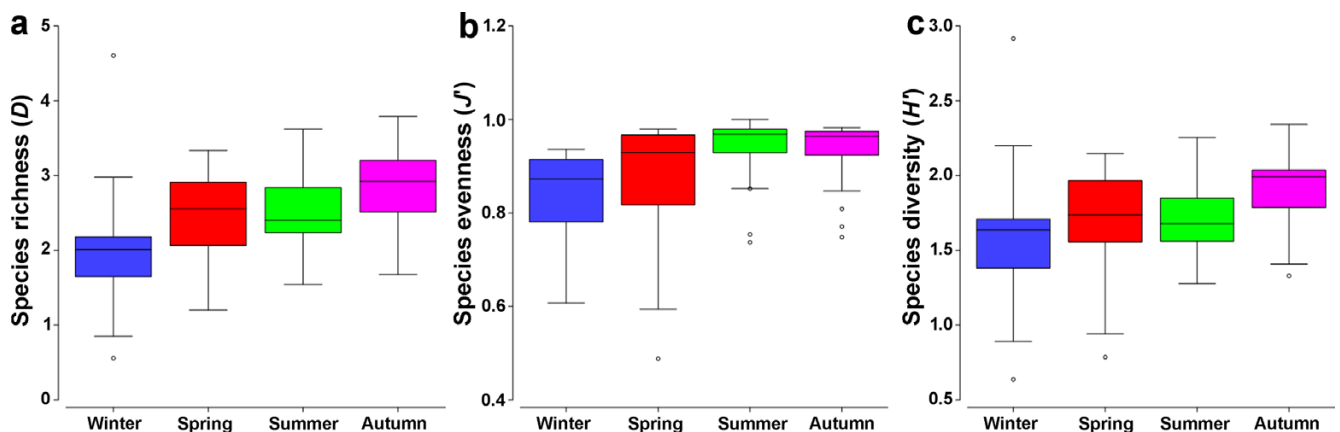 a
Species richness (D)
5
4
3
2
1
0
Winter Spring Summer Autumn
b
Species evenness (J')
1.2
1.0
0.8
0.6
0.4
Winter Spring Summer Autumn
c
Species diversity (H')
3.0
2.5
2.0
1.5
1.0
0.5
Winter Spring Summer Autumn